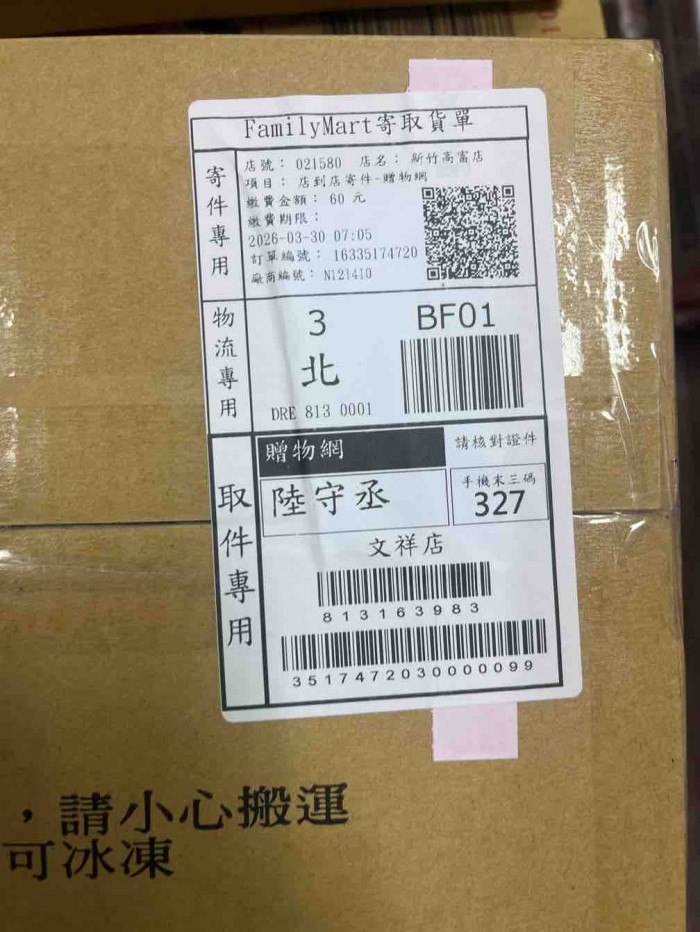 FamilyMart寄取貨單
寄件專用
店號： 021580 店名： 新竹高富店
項目： 店到店寄件-贈物網
繳費金額： 60 元
繳費期限：
2026-03-30 07:05
訂單編號： 16335174720
廠商編號： N121410
物流專用
3
北
DRE 813 0001
BF01
取件專用
贈物網
請核對證件
陸守丞
手機末三碼
327
文祥店
813163983
3517472030000099
，請小心搬運
可冰凍